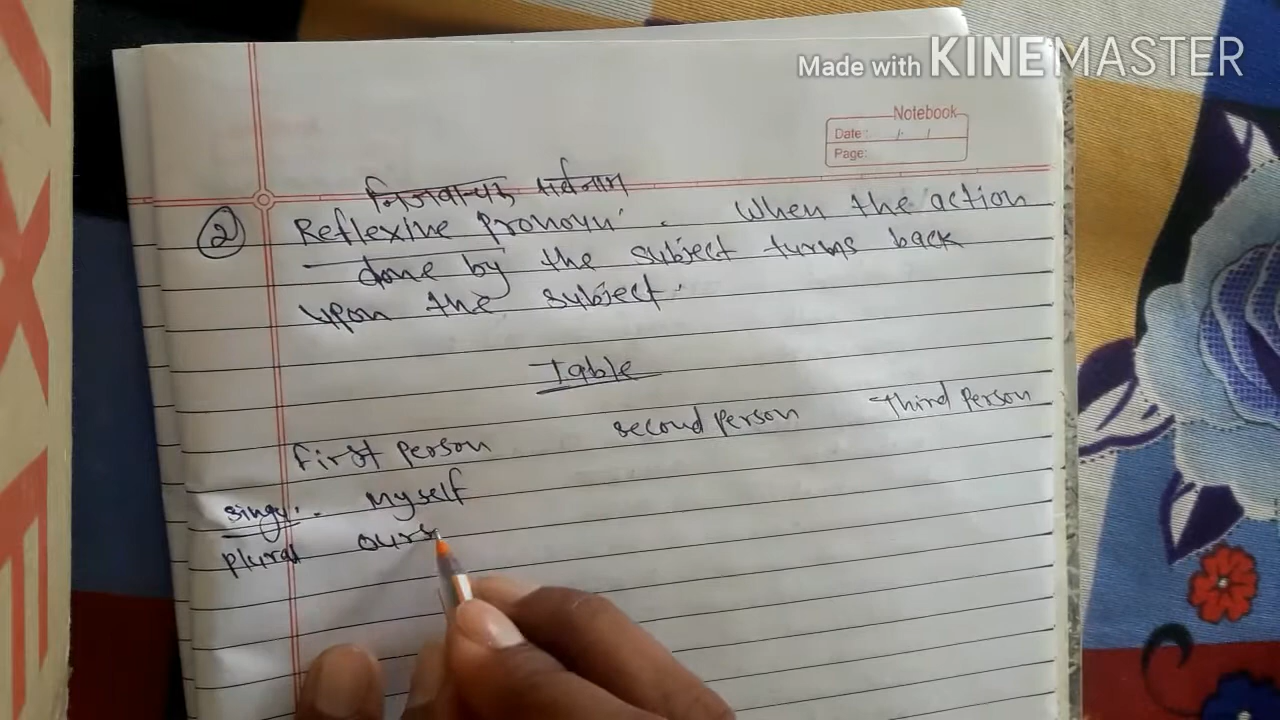 Made with KINEMASTER
Notebook
Date: / /
Page:
निजवाचक सर्वनाम
② Reflexive Pronoun. When the action
done by the subject turns back
upon the subject.
Table
First person second person Third person
singu. Myself
plural ours